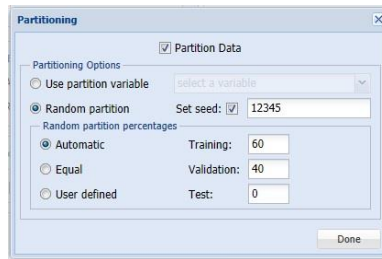 Partitioning
Partition Data
Partitioning Options
Use partition variable select a variable
Random partition Set seed: 12345
Random partition percentages
Automatic Training: 60
Equal Validation: 40
User defined Test: 0
Done